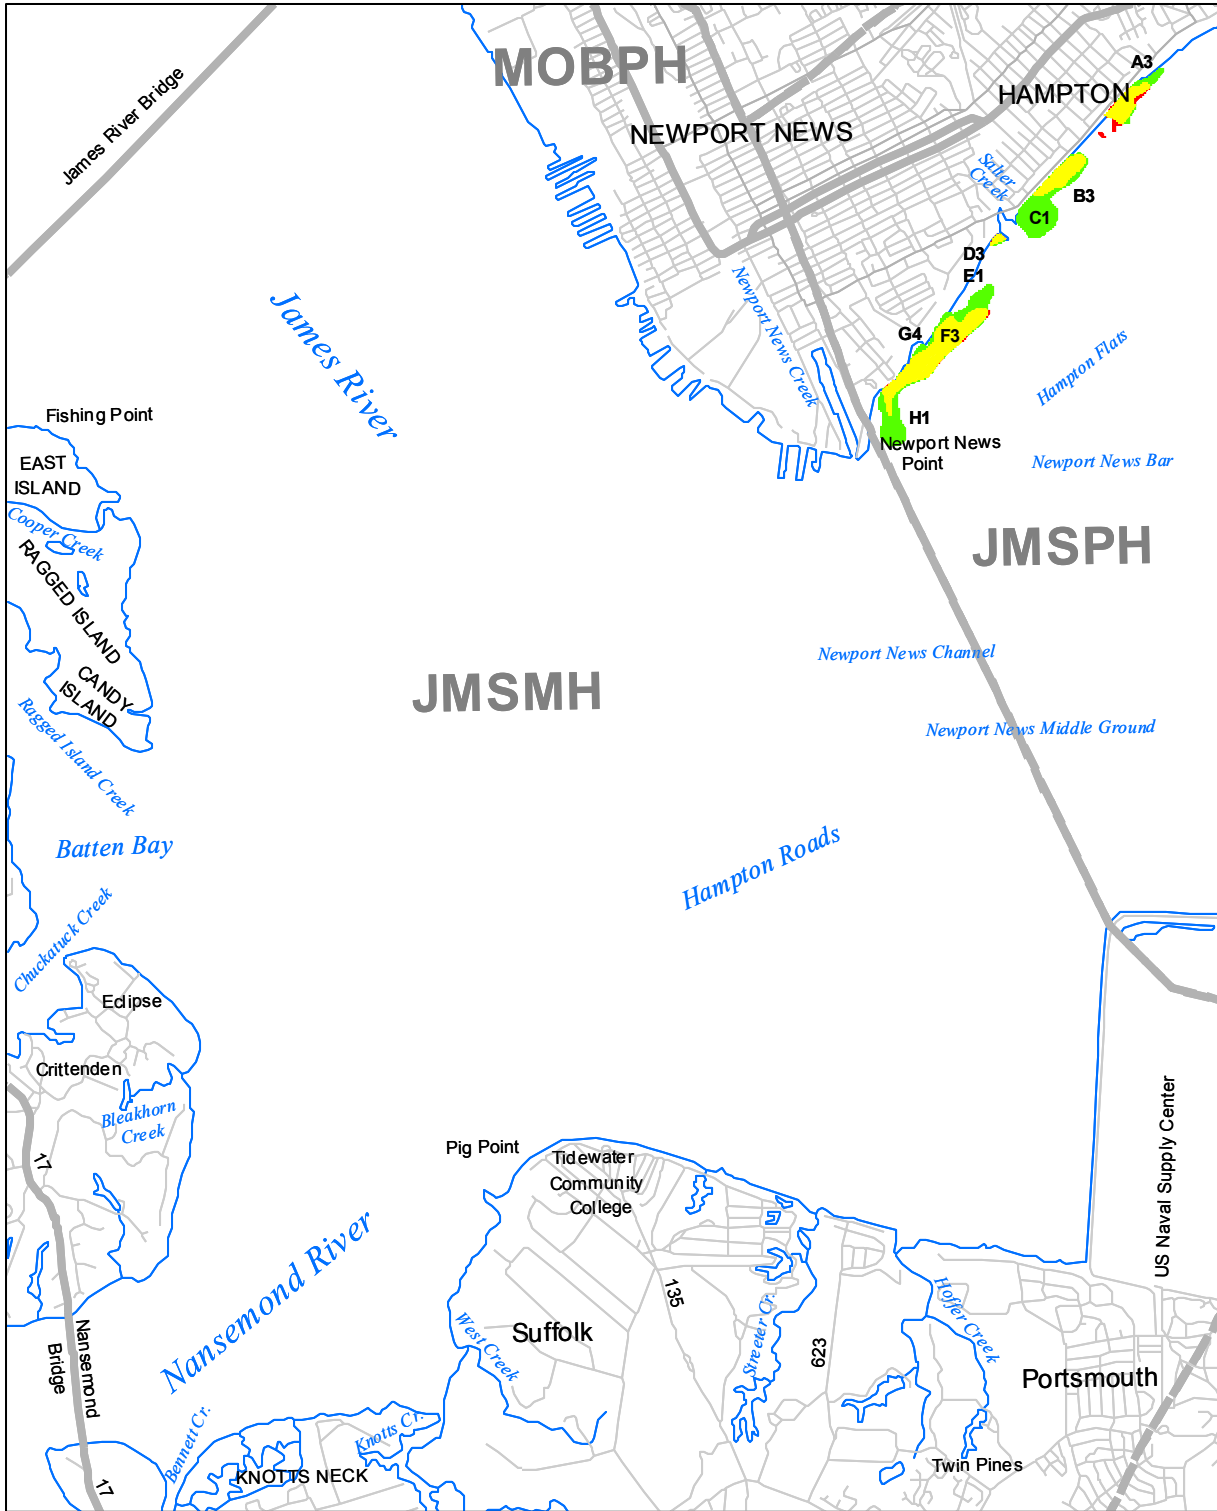 MOBPH
A3
James River Bridge
HAMPTON
NEWPORT NEWS
Salter
Creek
B3
C1
D3
E1
Newport News Creek
James River
G4
F3
Hampton Flats
H1
Newport News
Point
Newport News Bar
Fishing Point
EAST
ISLAND
Cooper Creek
JMSPH
RAGGED ISLAND
Newport News Channel
CANDY
ISLAND
JMSMH
Ragged Island Creek
Newport News Middle Ground
Batten Bay
Hampton Roads
Chuckatuck Creek
Eclipse
Crittenden
Bleakhorn
Creek
17
Pig Point
Tidewater
Community
College
US Naval Supply Center
Nansemond River
135
Hoffer Creek
Streeter Cr.
623
West Creek
Suffolk
Nansemond
Bridge
Portsmouth
Bennett Cr.
Knotts Cr.
KNOTTS NECK
Twin Pines
17